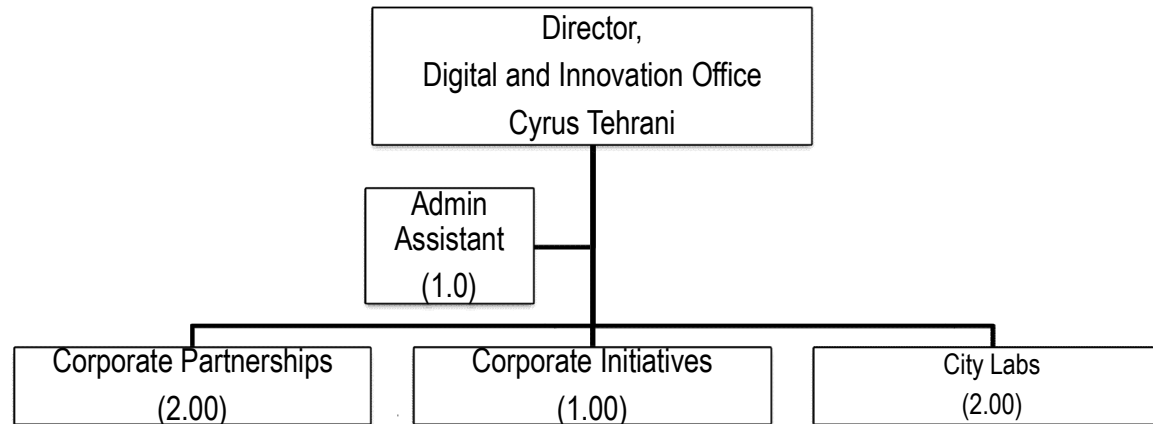 Director,
Digital and Innovation Office
Cyrus Tehrani
Admin
Assistant
(1.0)
Corporate Partnerships
(2.00)
Corporate Initiatives
(1.00)
City Labs
(2.00)